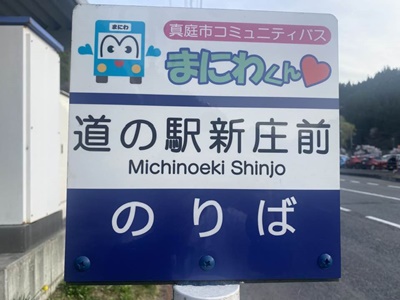 真庭市コミュニティバス
まにわ
まにわくん
道の駅新庄前
Michinoeki Shinjo
のりば